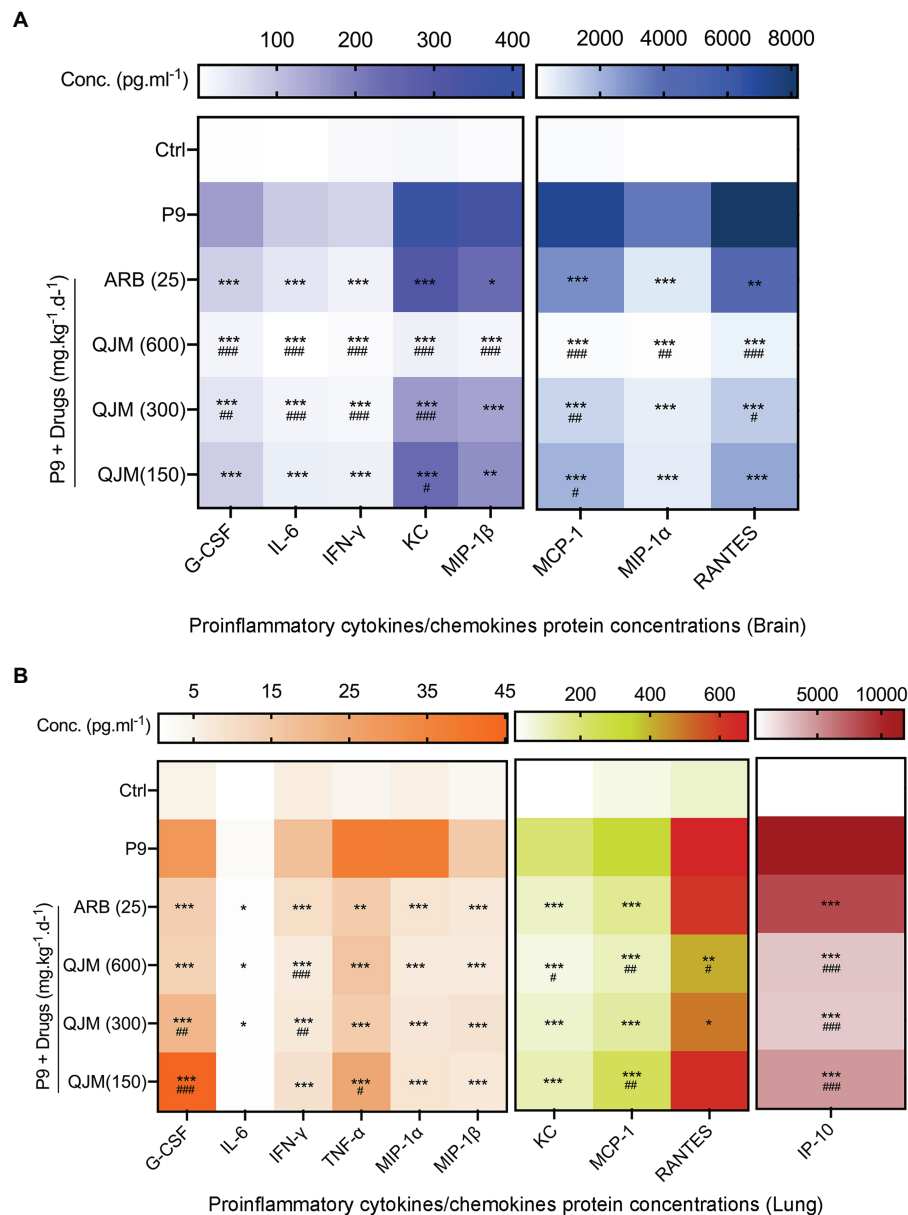 A
100 200 300 400 2000 4000 6000 8000
Conc. (pg.ml⁻¹)
Ctrl
P9
ARB (25) *** *** *** *** * *** *** **
QJM (600) *** *** *** *** *** *** *** ***
### ### ### ### ### ### ## ###
QJM (300) *** *** *** *** *** *** *** ***
## ### ### ### ## #
QJM(150) *** *** *** *** ** *** *** ***
# #
P9 + Drugs (mg.kg⁻¹.d-¹)
G-CSF IL-6 IFN-γ KC MIP-1β MCP-1 MIP-1α RANTES
Proinflammatory cytokines/chemokines protein concentrations (Brain)
B
5 15 25 35 45 200 400 600 5000 10000
Conc. (pg.ml⁻¹)
Ctrl
P9
ARB (25) *** * *** ** *** *** *** *** ***
QJM (600) *** * *** *** *** *** *** *** ** ***
### # ## # ###
QJM (300) *** * *** *** *** *** *** *** * ***
## ## ###
QJM(150) *** *** *** *** *** *** *** ***
### # ## ###
P9 + Drugs (mg.kg⁻¹.d-¹)
G-CSF IL-6 IFN-γ TNF-α MIP-1α MIP-1β KC MCP-1 RANTES IP-10
Proinflammatory cytokines/chemokines protein concentrations (Lung)